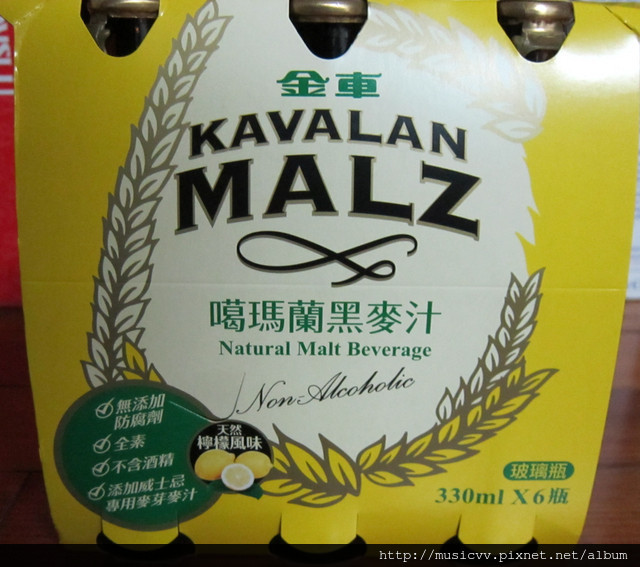 金車
KAVALAN
MALZ
噶瑪蘭黑麥汁
Natural Malt Beverage
Non-Alcoholic
無添加
防腐劑
全素
不含酒精
添加威士忌
專用麥芽麥汁
天然
檸檬風味
玻璃瓶
330ml X 6瓶
http://musicvv.pixnet.net/album